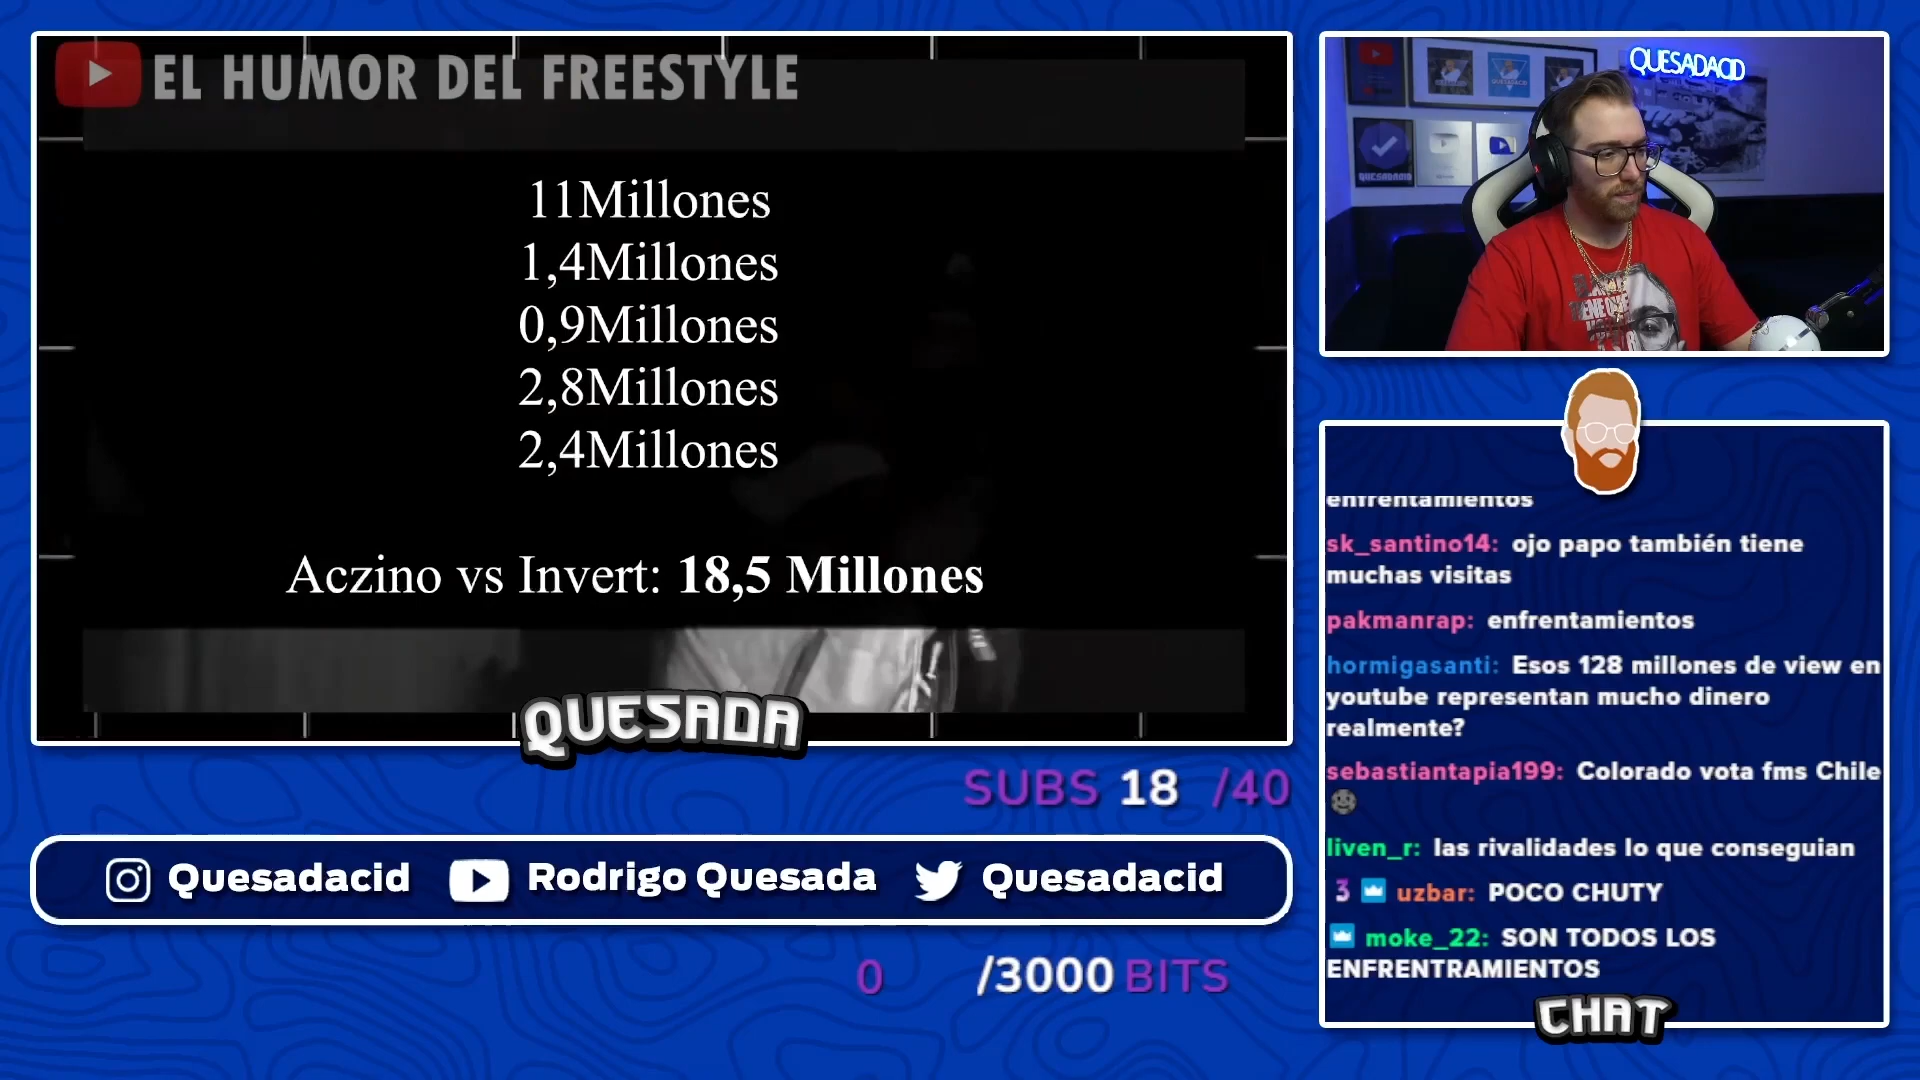 EL HUMOR DEL FREESTYLE
11Millones
1,4Millones
0,9Millones
2,8Millones
2,4Millones
Aczino vs Invert: 18,5 Millones
QUESADA
SUBS 18 /40
Quesadacid Rodrigo Quesada Quesadacid
0 /3000 BITS
QUESADACID
QUESADACID
enfrentamientos
sk_santino14: ojo papo también tiene
muchas visitas
pakmanrap: enfrentamientos
hormigasanti: Esos 128 millones de view en
youtube representan mucho dinero
realmente?
sebastiantapia199: Colorado vota fms Chile
liven_r: las rivalidades lo que conseguian
3 uzbar: POCO CHUTY
moke_22: SON TODOS LOS
ENFRENTRAMIENTOS
CHAT